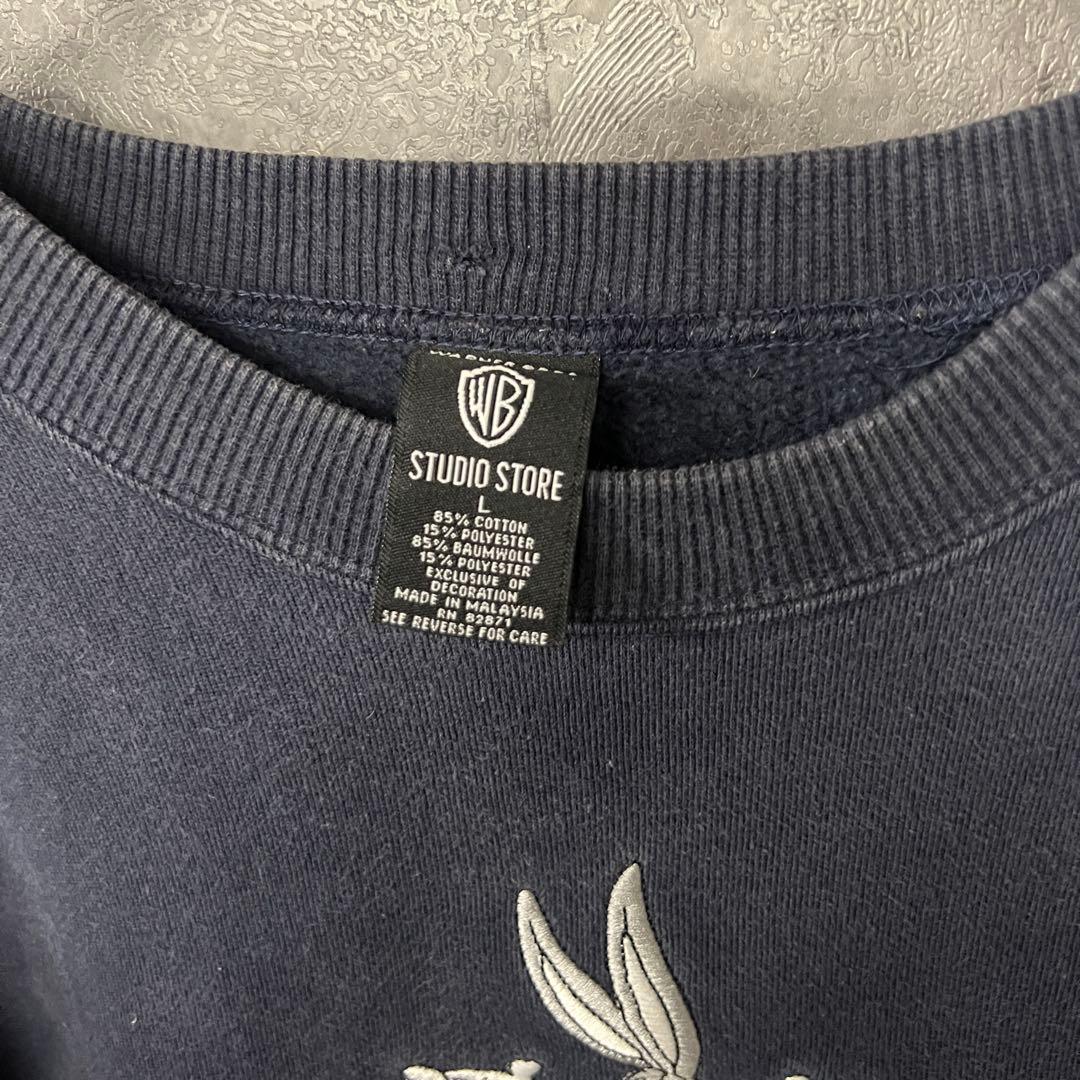 WB
STUDIO STORE
L
85% COTTON
15% POLYESTER
85% BAUMWOLLE
15% POLYESTER
EXCLUSIVE OF
DECORATION
MADE IN MALAYSIA
RN 82871
SEE REVERSE FOR CARE